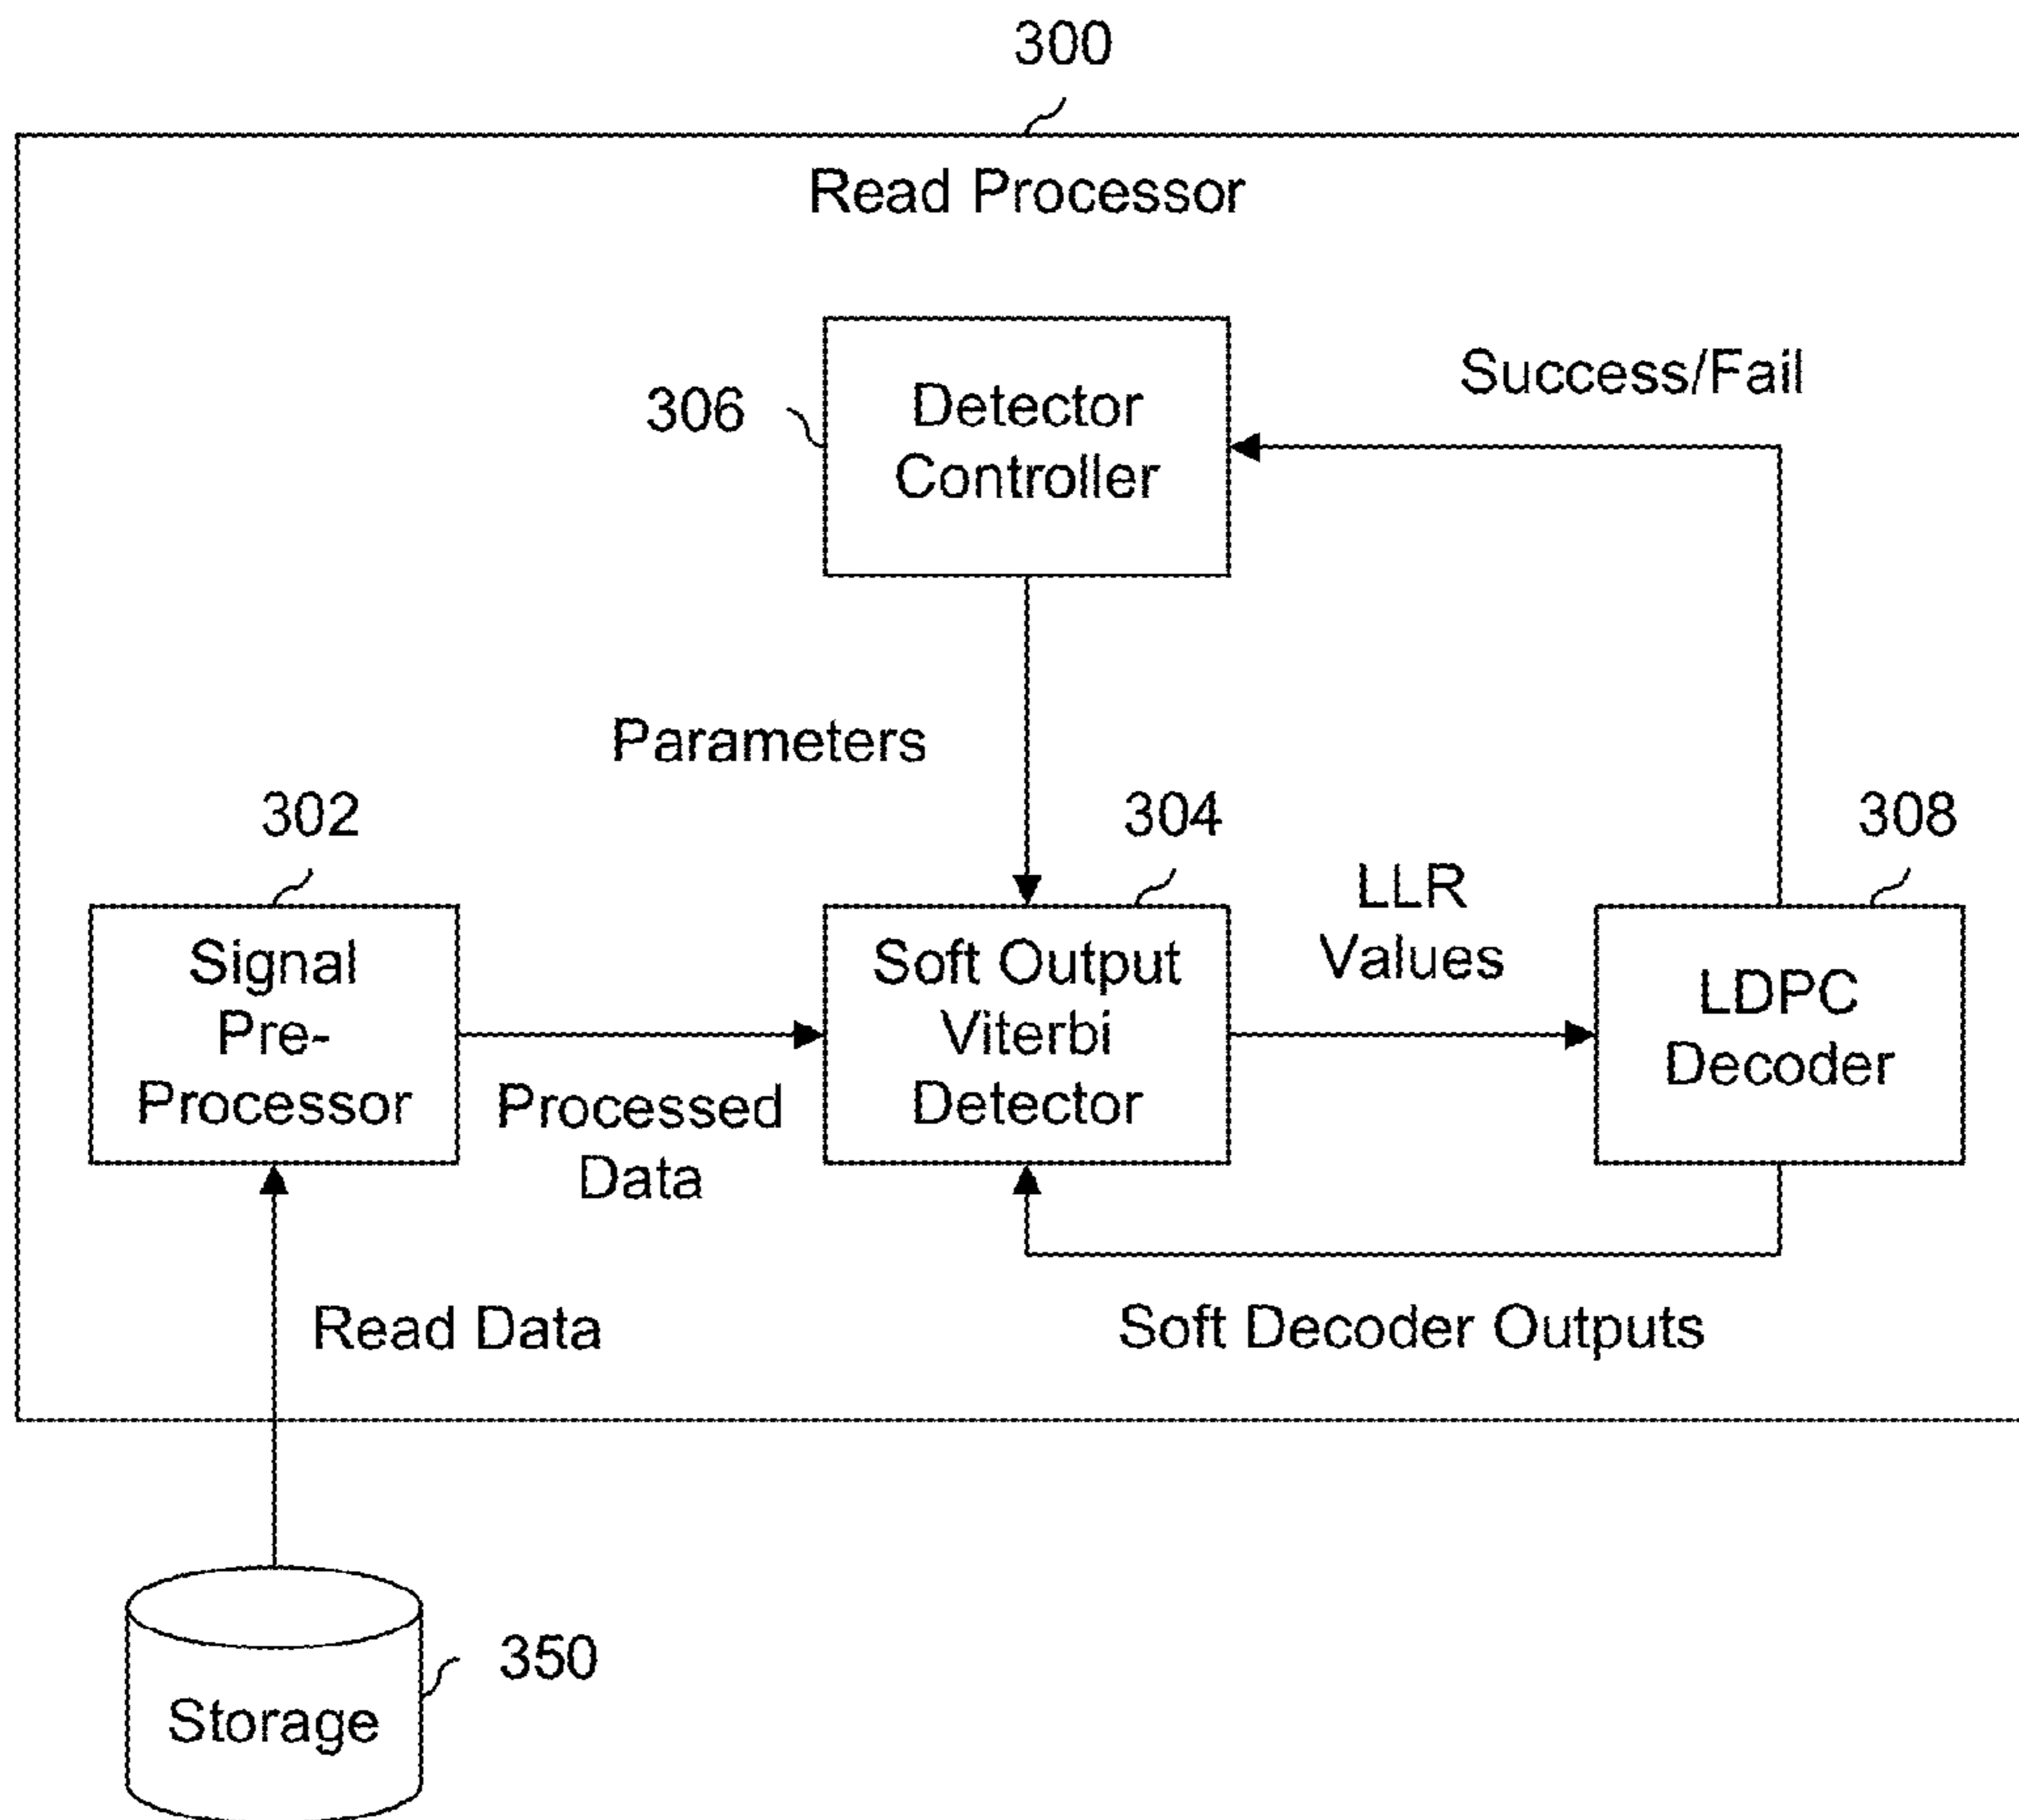 300
Read Processor
306
Detector
Controller
Success/Fail
Parameters
302
304
308
LLR
Values
Signal
Pre-
Processor
Processed
Data
Soft Output
Viterbi
Detector
LDPC
Decoder
Read Data
Soft Decoder Outputs
350
Storage